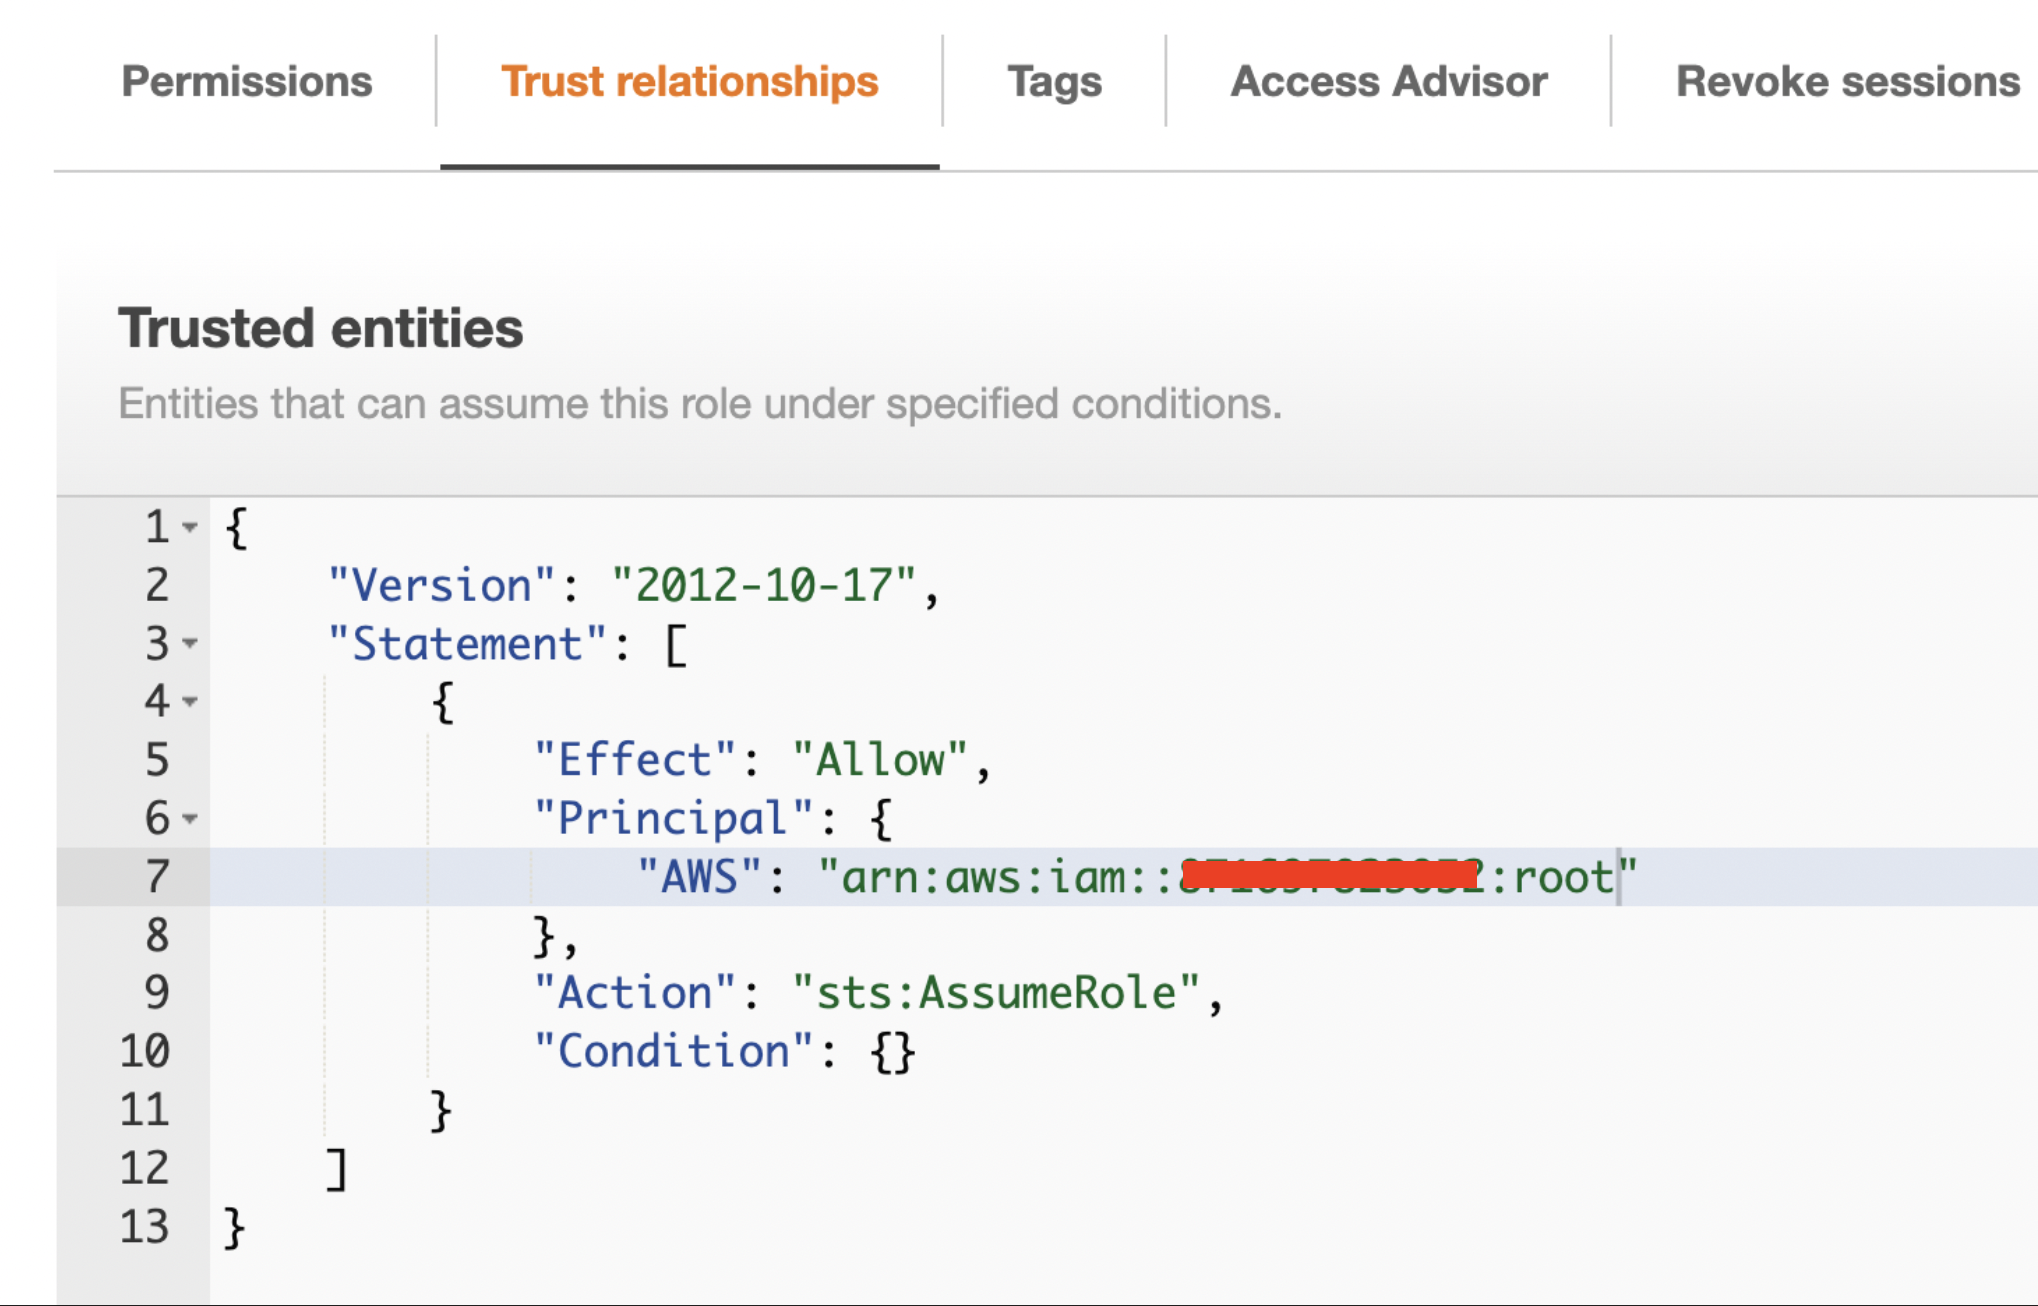 Permissions Trust relationships Tags Access Advisor Revoke sessions
Trusted entities
Entities that can assume this role under specified conditions.
1 {
2 "Version": "2012-10-17",
3 "Statement": [
4 {
5 "Effect": "Allow",
6 "Principal": {
7 "AWS": "arn:aws:iam:::root"
8 },
9 "Action": "sts:AssumeRole",
10 "Condition": {}
11 }
12 ]
13 }